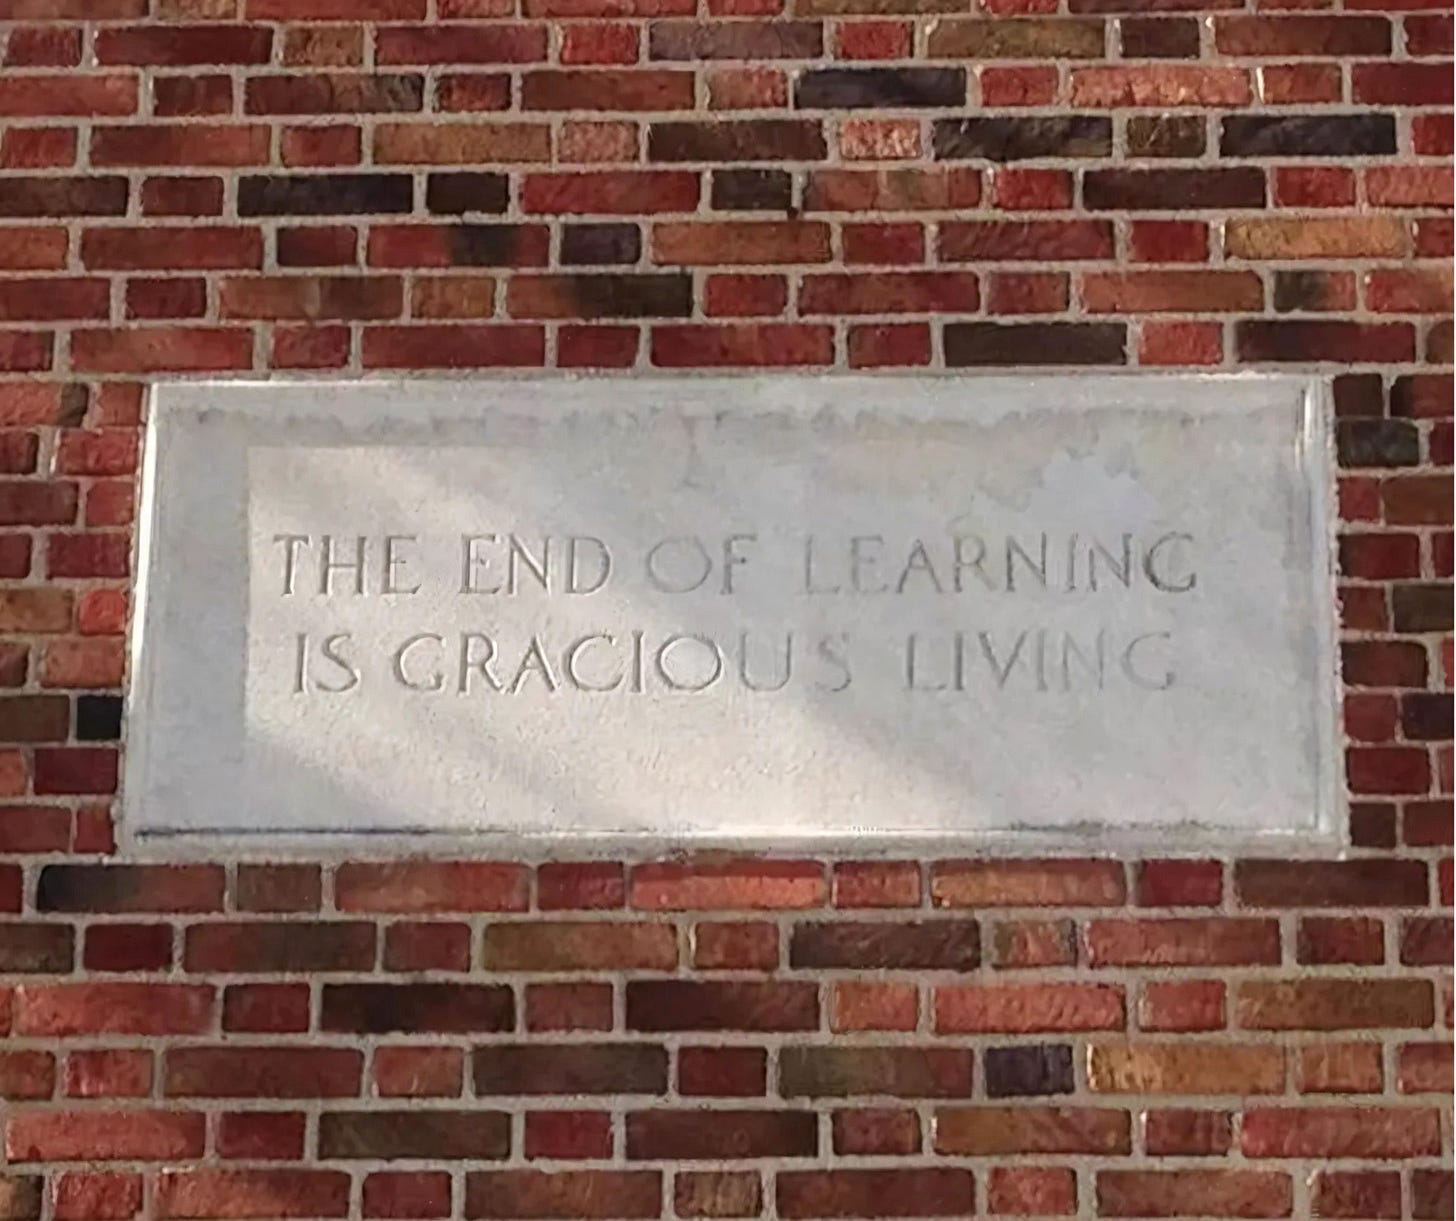 THE END OF LEARNING
IS GRACIOUS LIVING